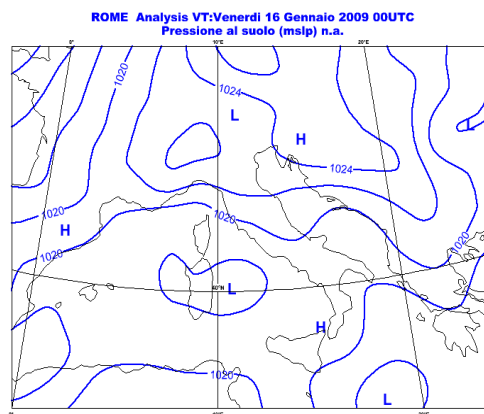 ROME Analysis VT:Venerdi 16 Gennaio 2009 00UTC
Pressione al suolo (mslp) n.a.
0° 10°E 20°E
1020
1024
L
L
H
1024
1020
1020
H
1020
1020
40°N
L
H
1020
L